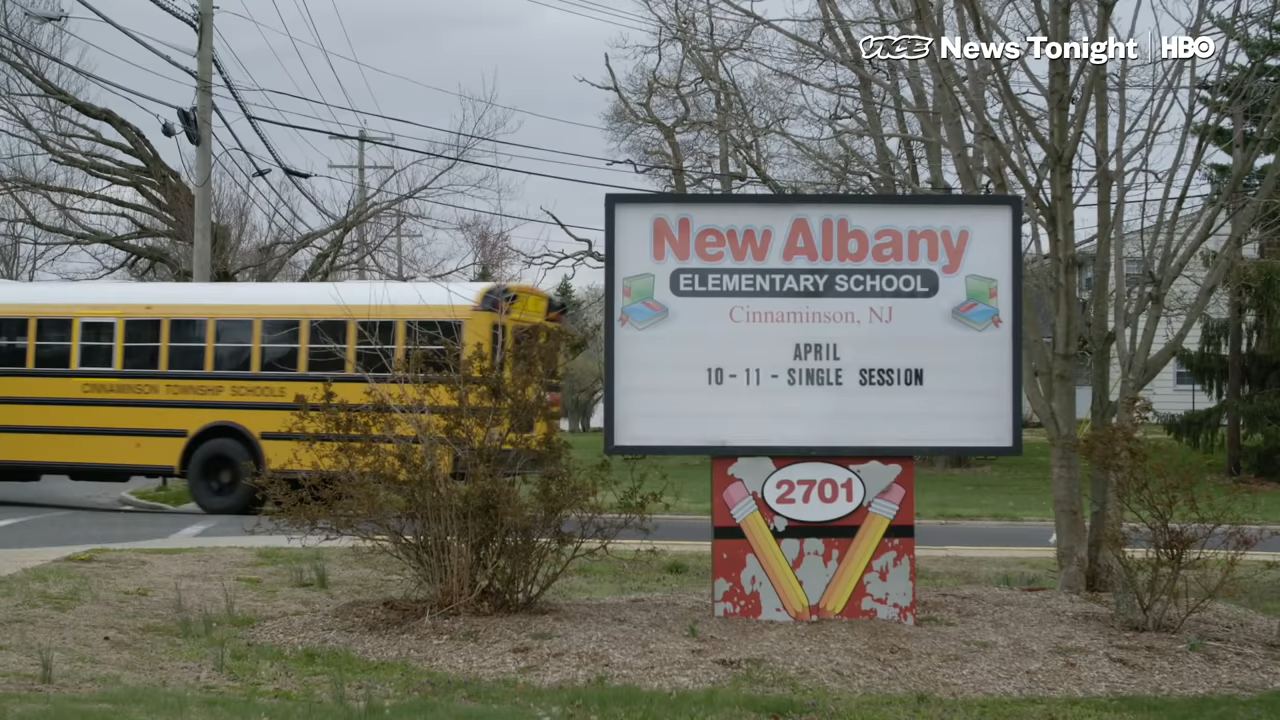 VICE News Tonight | HBO
New Albany
ELEMENTARY SCHOOL
Cinnaminson, NJ
APRIL
10 - 11 - SINGLE SESSION
CINNAMINSON TOWNSHIP SCHOOLS
2701